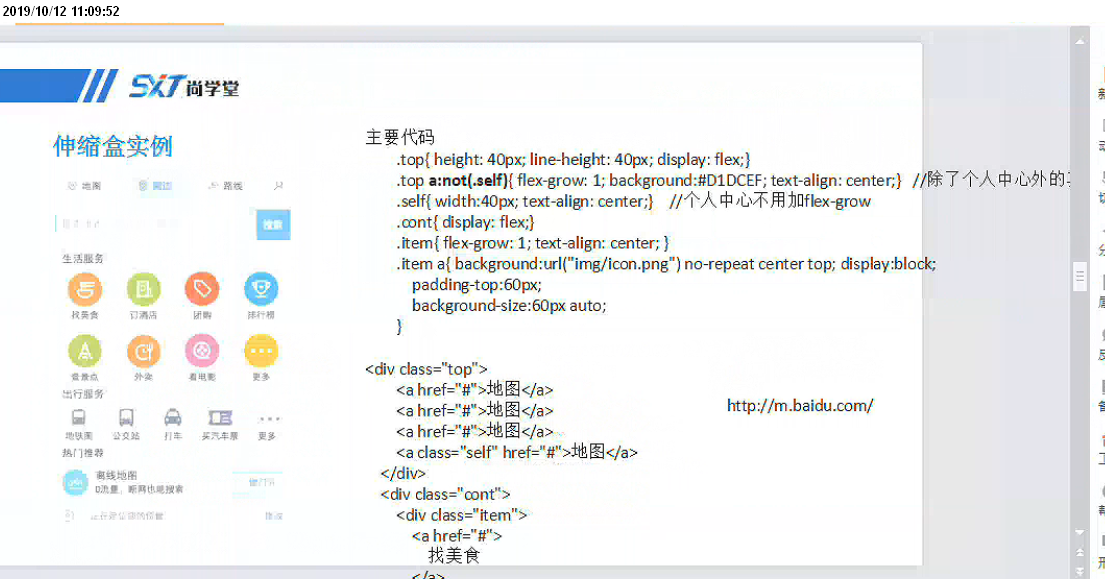 2019/10/12 11:09:52
SXT尚学堂
伸缩盒实例
地图
周边
路线
搜索
生活服务
找美食
订酒店
团购
排行榜
景点
外卖
看电影
更多
出行服务
地铁图
公交站
打车
买汽车票
更多
热门推荐
离线地图
0流量，断网也能搜索
主要代码
.top{ height: 40px; line-height: 40px; display: flex;}
.top a:not(.self){ flex-grow: 1; background:#D1DCEF; text-align: center;} //除了个人中心外的
.self{ width:40px; text-align: center;} //个人中心不用加flex-grow
.cont{ display: flex;}
.item{ flex-grow: 1; text-align: center; }
.item a{ background:url("img/icon.png") no-repeat center top; display:block;
padding-top:60px;
background-size:60px auto;
}
<div class="top">
<a href="#">地图</a>
<a href="#">地图</a>
<a href="#">地图</a>
<a class="self" href="#">地图</a>
</div>
<div class="cont">
<div class="item">
<a href="#">
找美食
</a>
http://m.baidu.com/